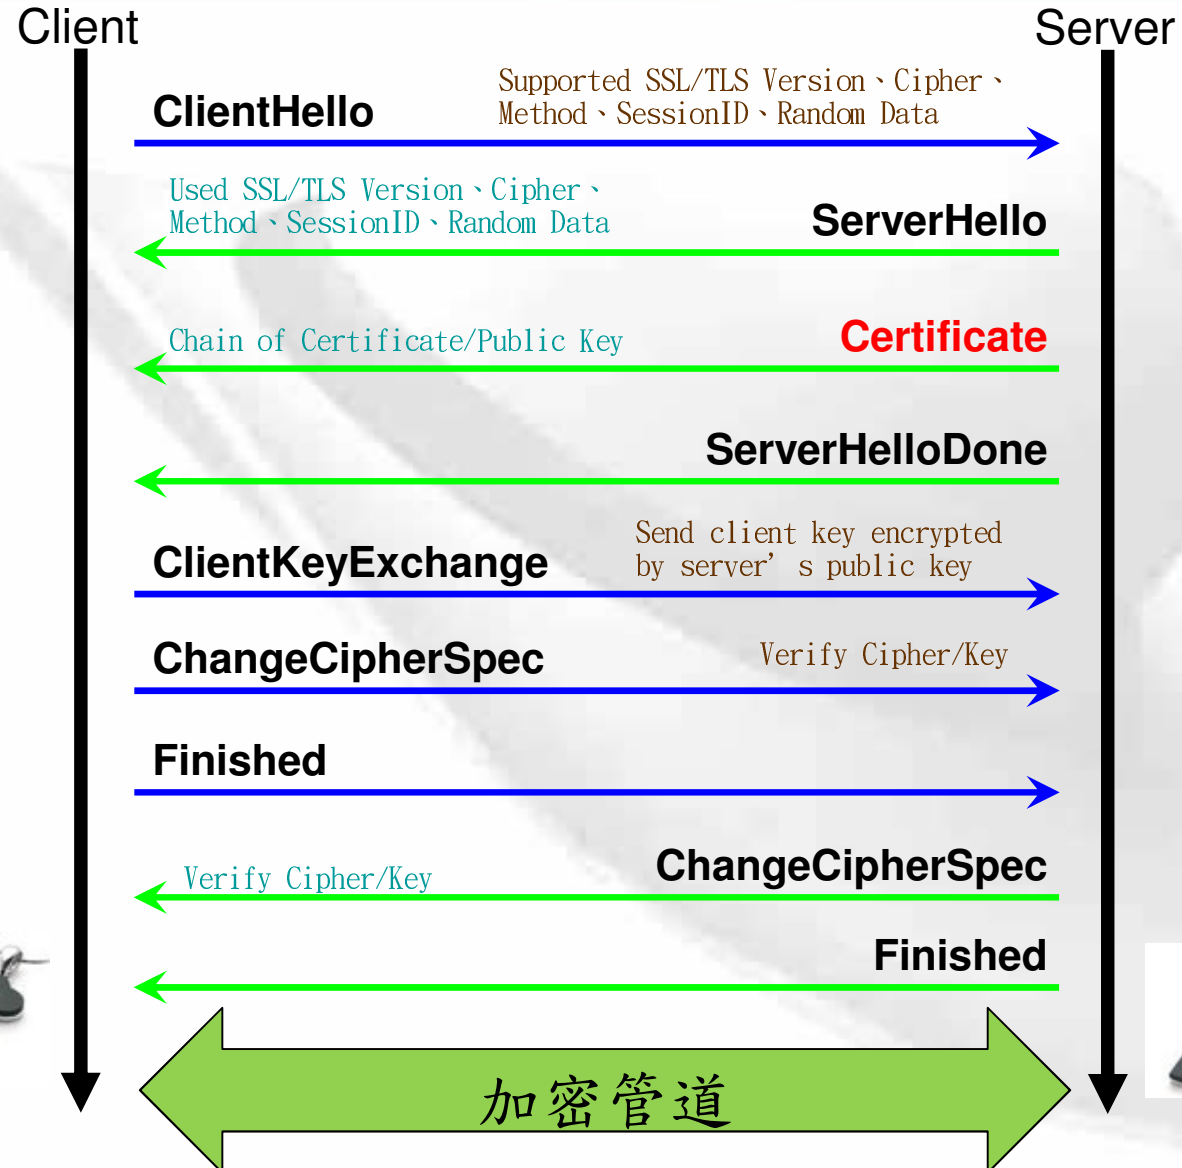 Client
Server
ClientHello
Supported SSL/TLS Version、Cipher、
Method、SessionID、Random Data
Used SSL/TLS Version、Cipher、
Method、SessionID、Random Data
ServerHello
Chain of Certificate/Public Key
Certificate
ServerHelloDone
ClientKeyExchange
Send client key encrypted
by server’s public key
ChangeCipherSpec
Verify Cipher/Key
Finished
Verify Cipher/Key
ChangeCipherSpec
Finished
加密管道